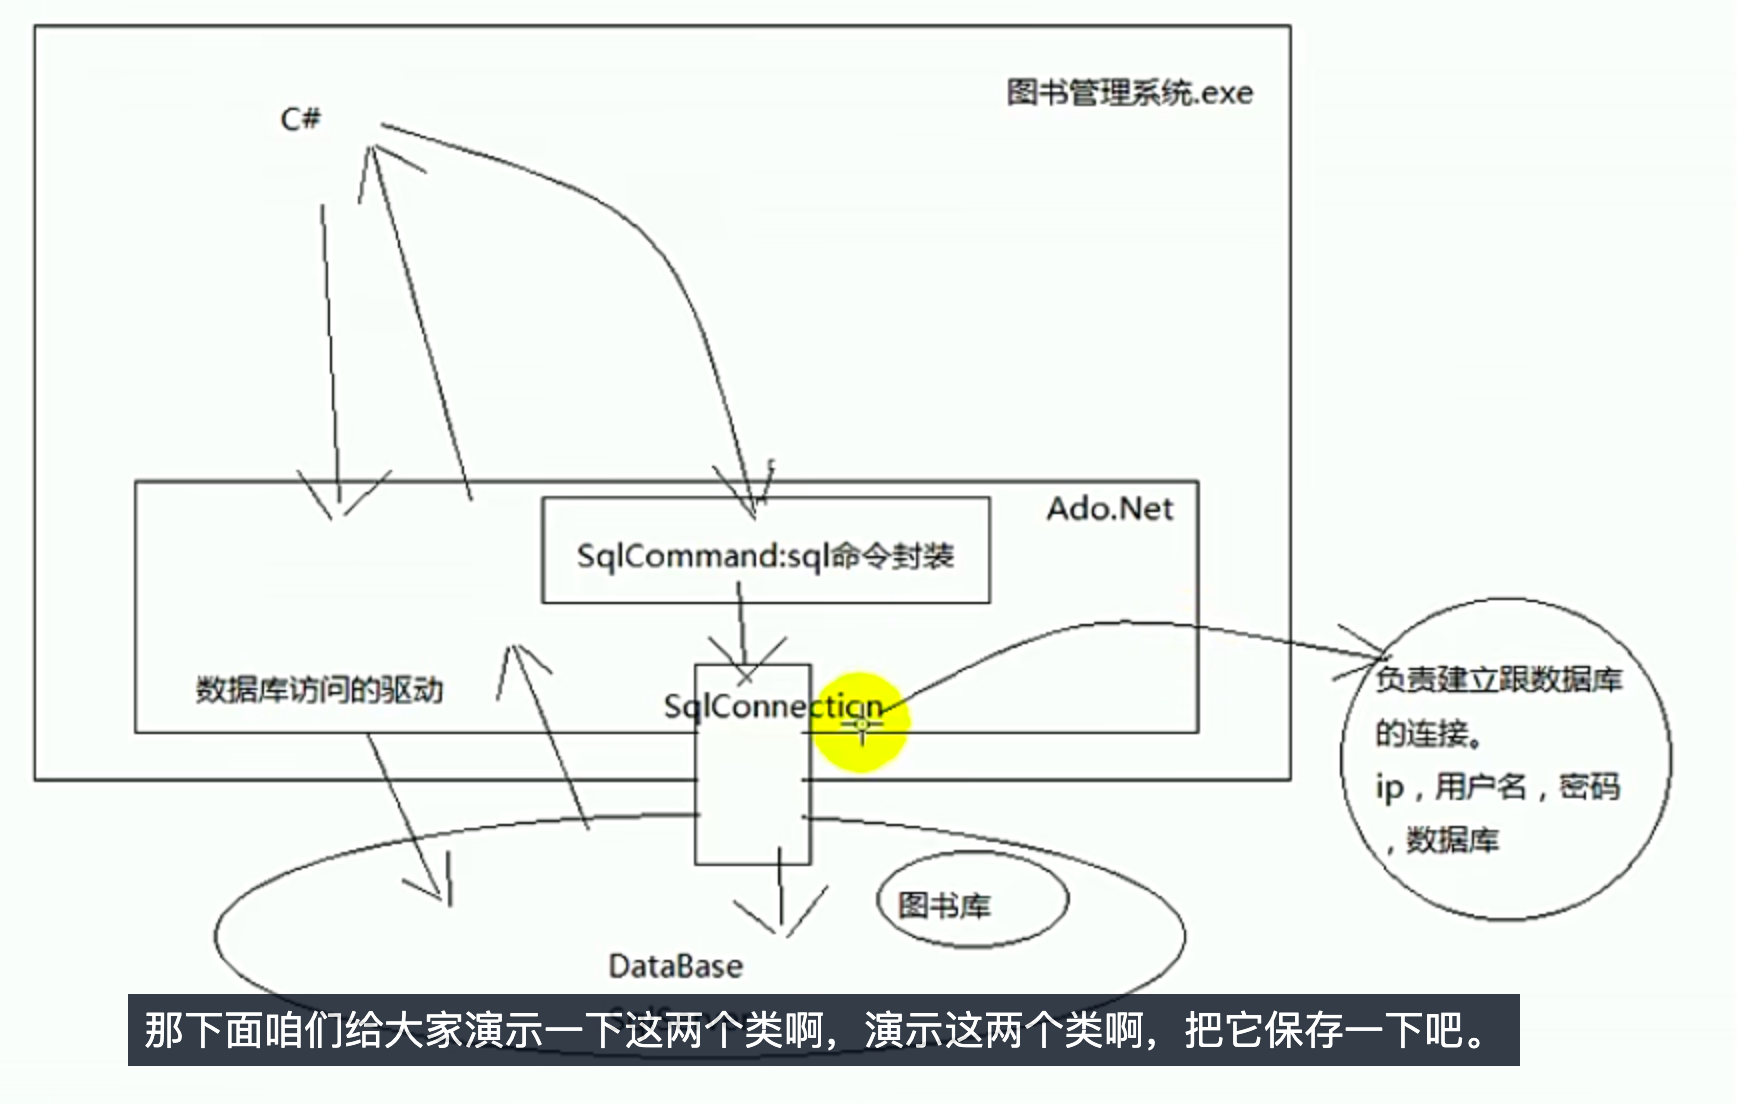 图书管理系统.exe
C#
Ado.Net
SqlCommand:sql命令封装
数据库访问的驱动
SqlConnection
负责建立跟数据库
的连接。
ip，用户名，密码
，数据库
图书库
DataBase
那下面咱们给大家演示一下这两个类啊，演示这两个类啊，把它保存一下吧。